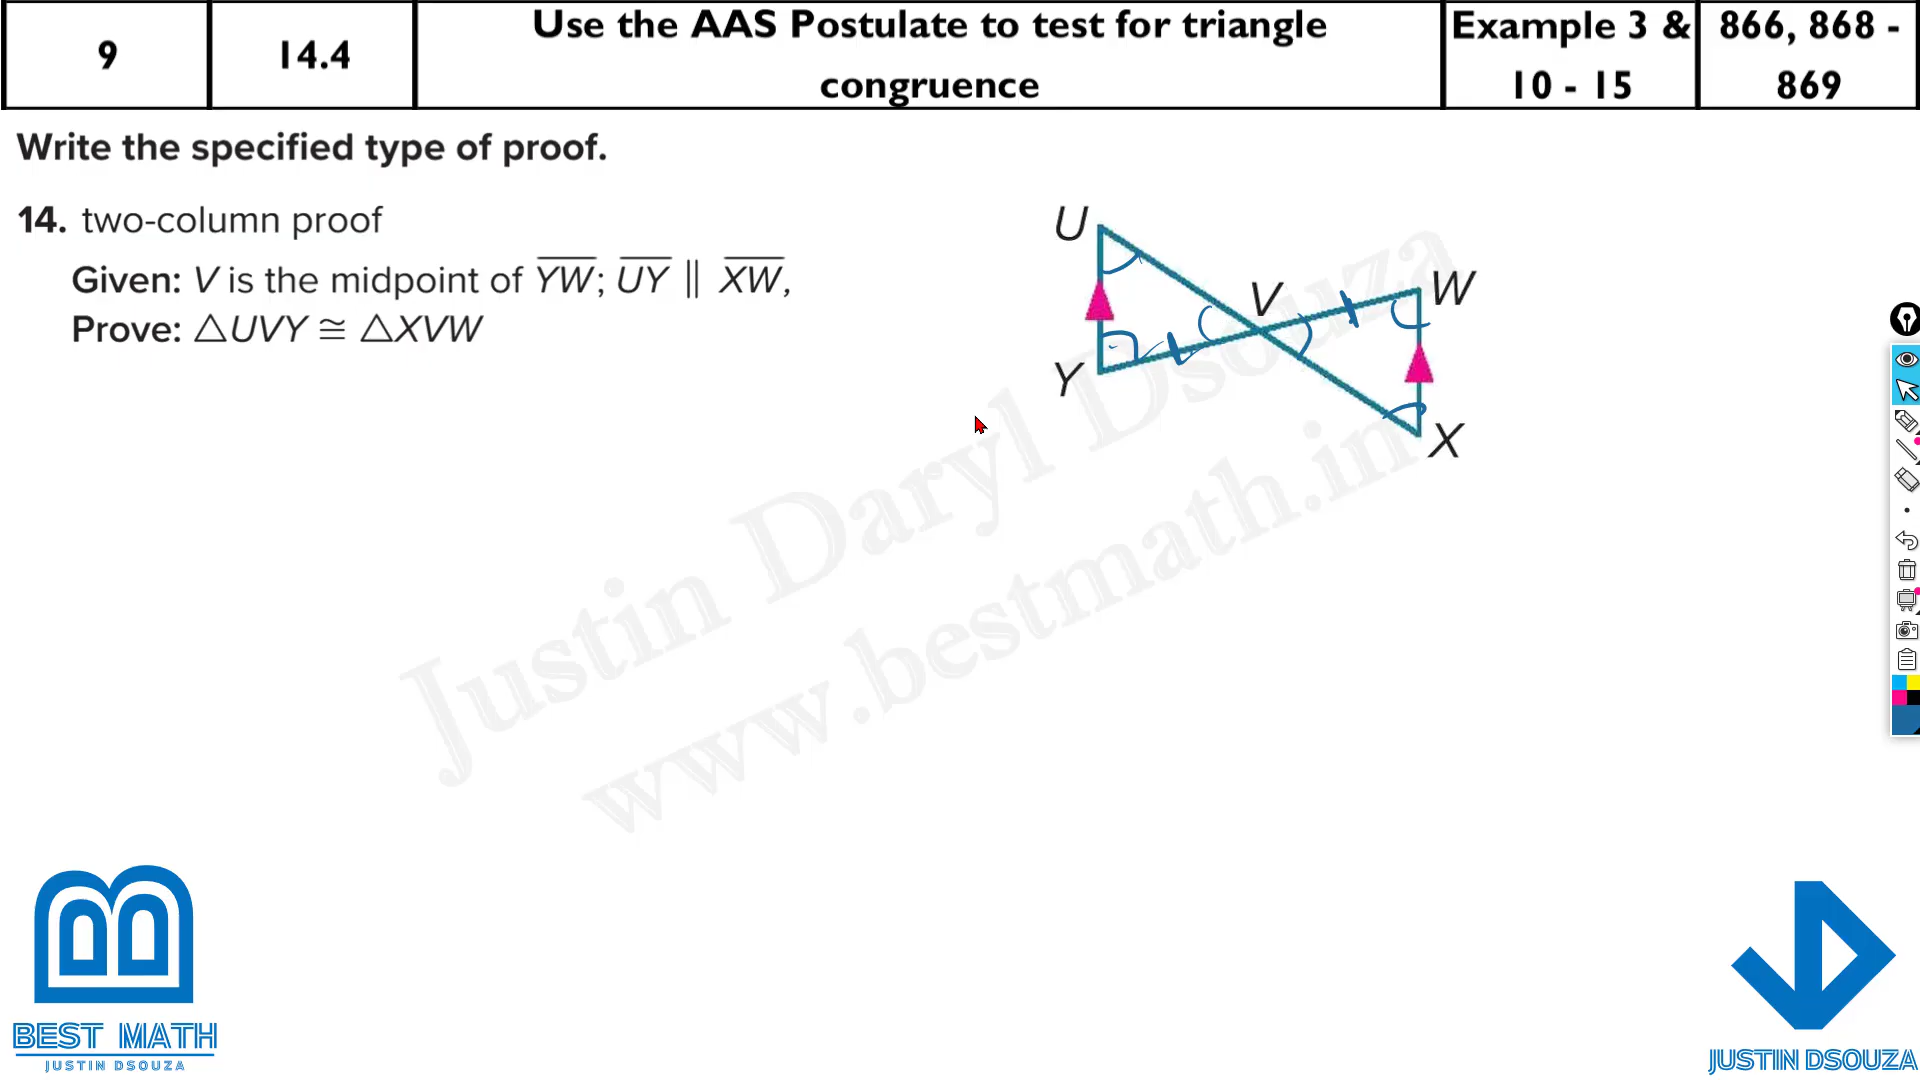 9
14.4
Use the AAS Postulate to test for triangle
congruence
Example 3 &
10 - 15
866, 868 -
869
Write the specified type of proof.
14. two-column proof
Given: V is the midpoint of YW; UY || XW,
Prove: △UVY ≅ △XVW
U
V
W
Y
X
Justin Daryl Dsouza
www.bestmath.in
BEST MATH
JUSTIN DSOUZA
JUSTIN DSOUZA